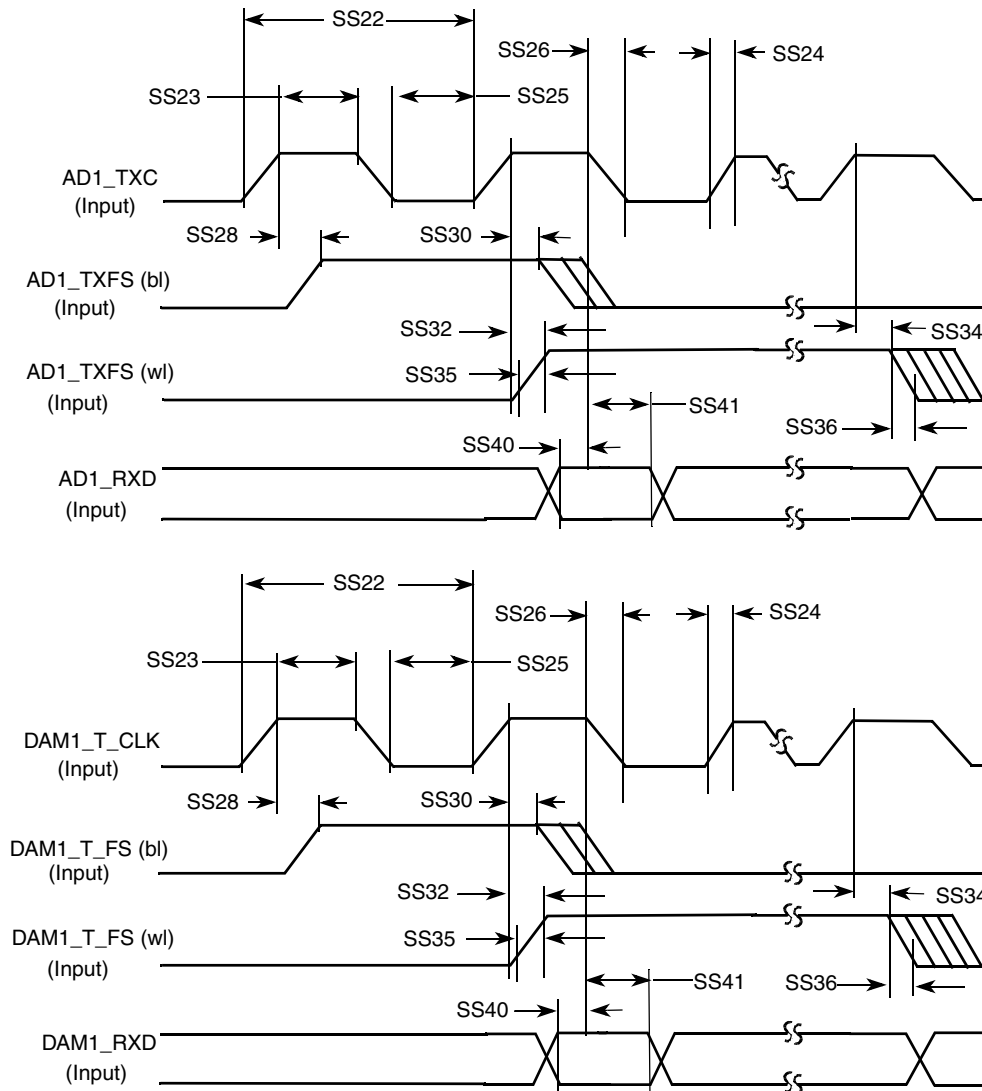 SS22
SS26
SS24
SS23
SS25
AD1_TXC
(Input)
SS28
SS30
AD1_TXFS (bl)
(Input)
SS32
SS34
AD1_TXFS (wl)
(Input)
SS35
SS41
SS36
SS40
AD1_RXD
(Input)
SS22
SS26
SS24
SS23
SS25
DAM1_T_CLK
(Input)
SS28
SS30
DAM1_T_FS (bl)
(Input)
SS32
SS34
DAM1_T_FS (wl)
(Input)
SS35
SS41
SS36
SS40
DAM1_RXD
(Input)